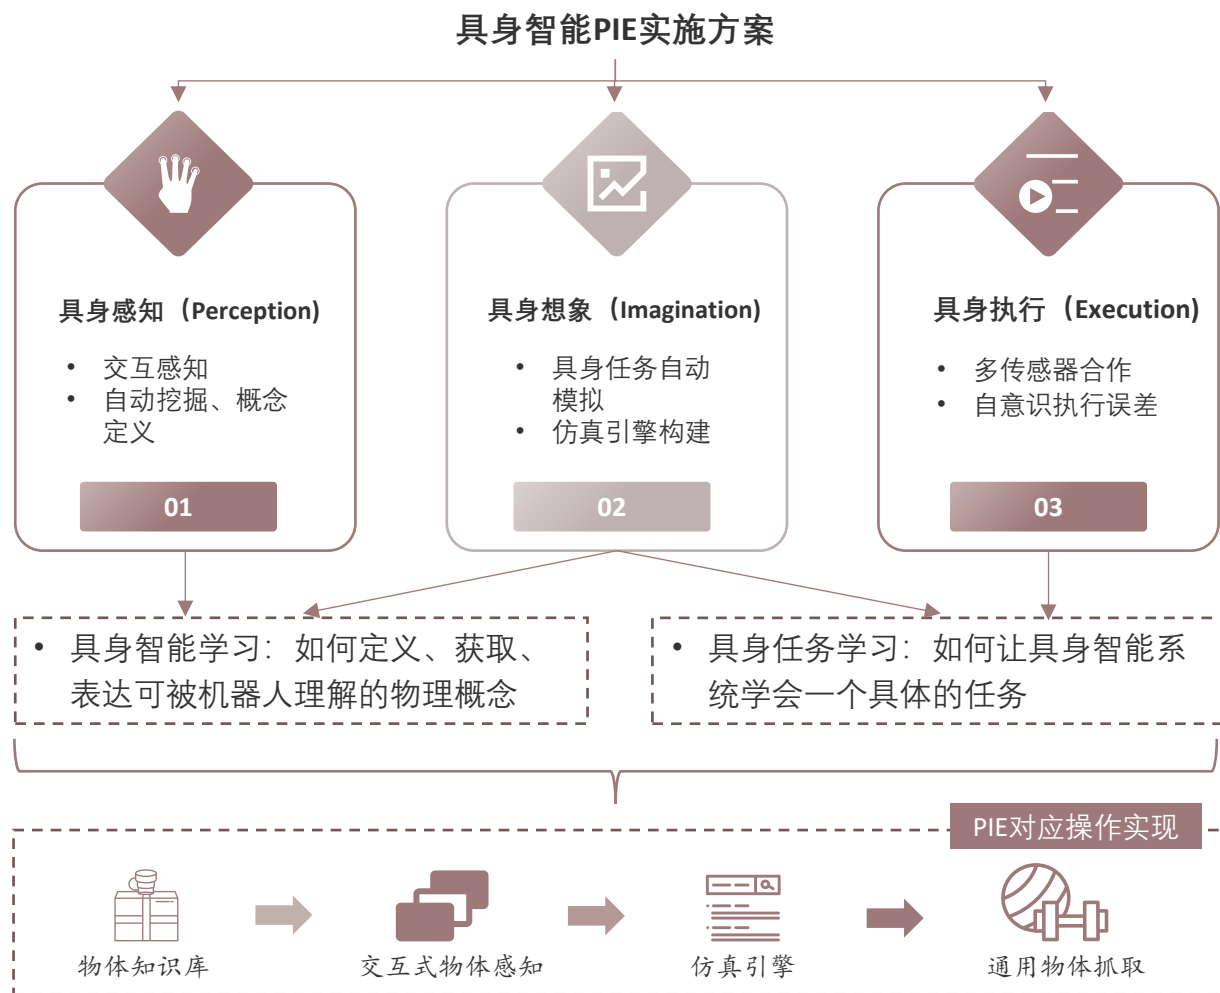 具身智能PIE实施方案
具身感知（Perception)
• 交互感知
• 自动挖掘、概念
定义
01
具身想象（Imagination)
• 具身任务自动
模拟
• 仿真引擎构建
02
具身执行（Execution)
• 多传感器合作
• 自意识执行误差
03
• 具身智能学习：如何定义、获取、
表达可被机器人理解的物理概念
• 具身任务学习：如何让具身智能系
统学会一个具体的任务
PIE对应操作实现
物体知识库
交互式物体感知
仿真引擎
通用物体抓取